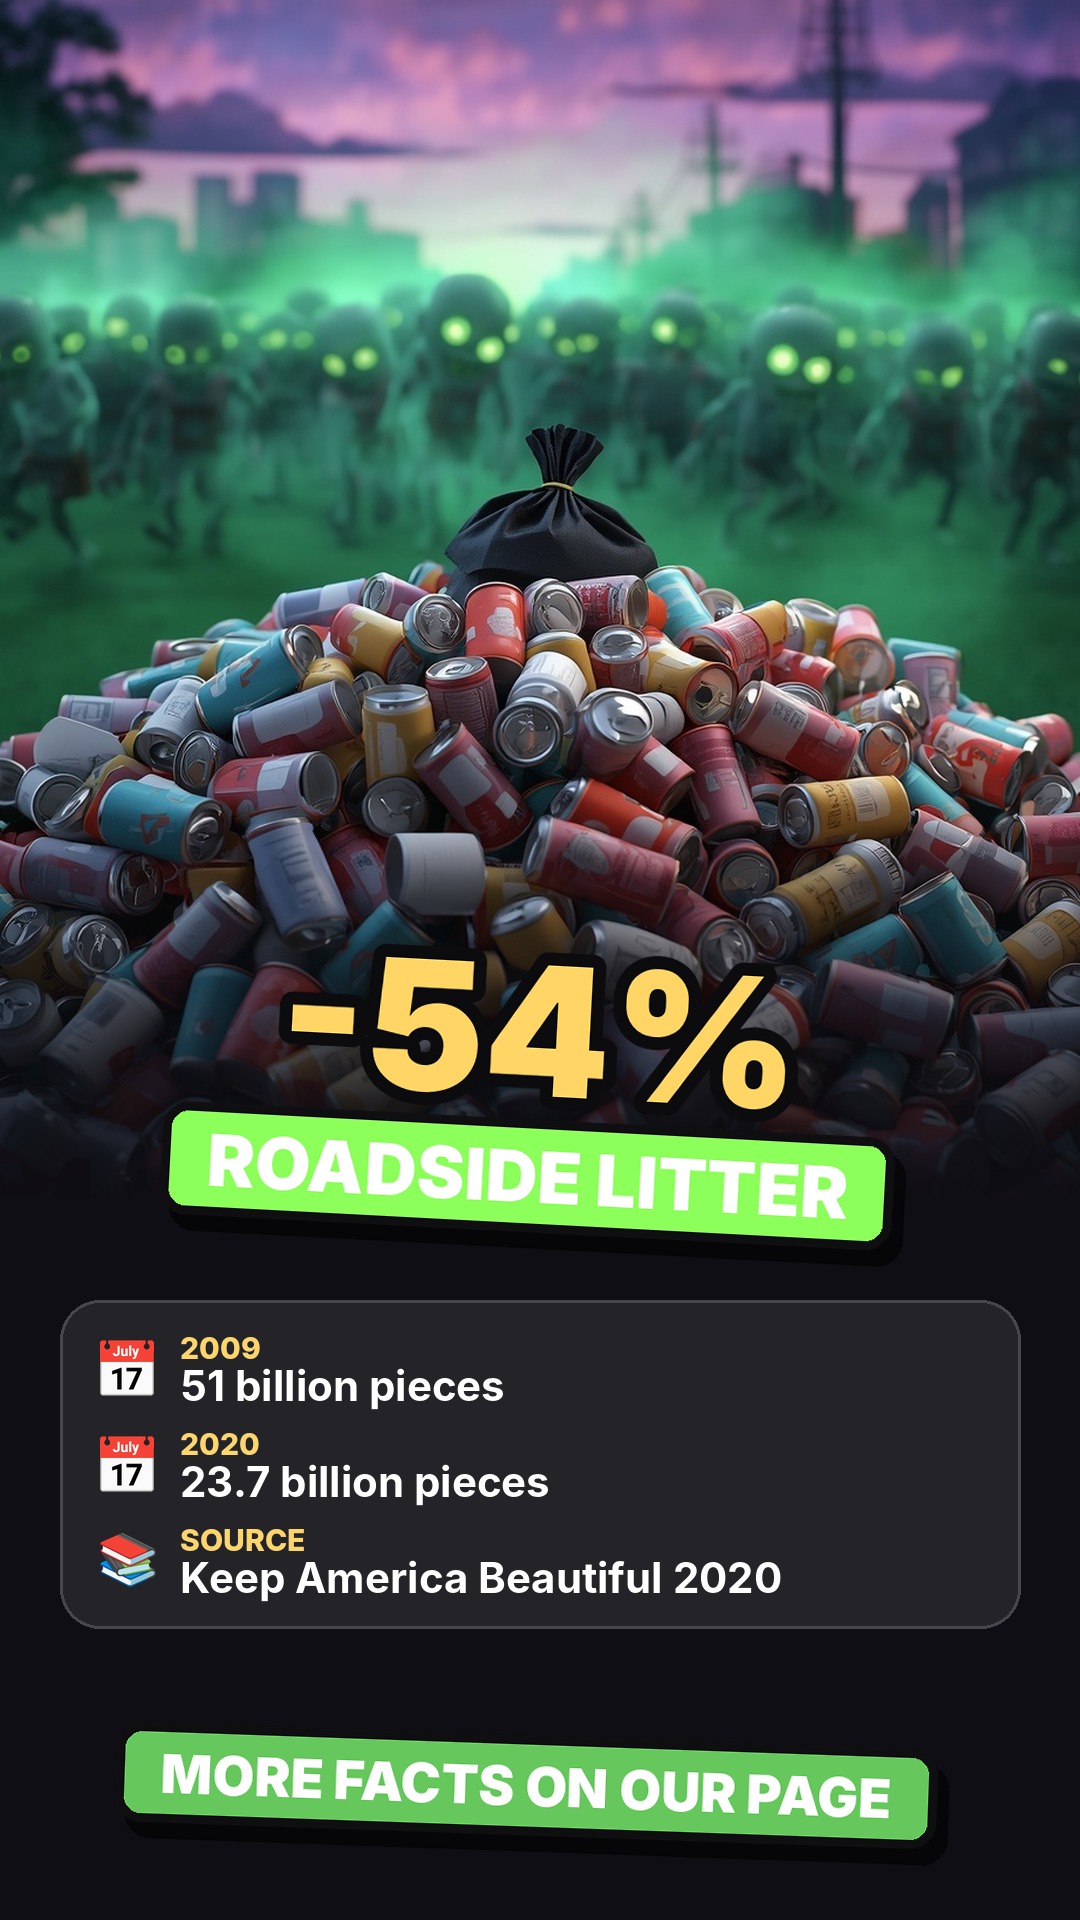 -54%
ROADSIDE LITTER
July
17
2009
51 billion pieces
July
17
2020
23.7 billion pieces
SOURCE
Keep America Beautiful 2020
MORE FACTS ON OUR PAGE